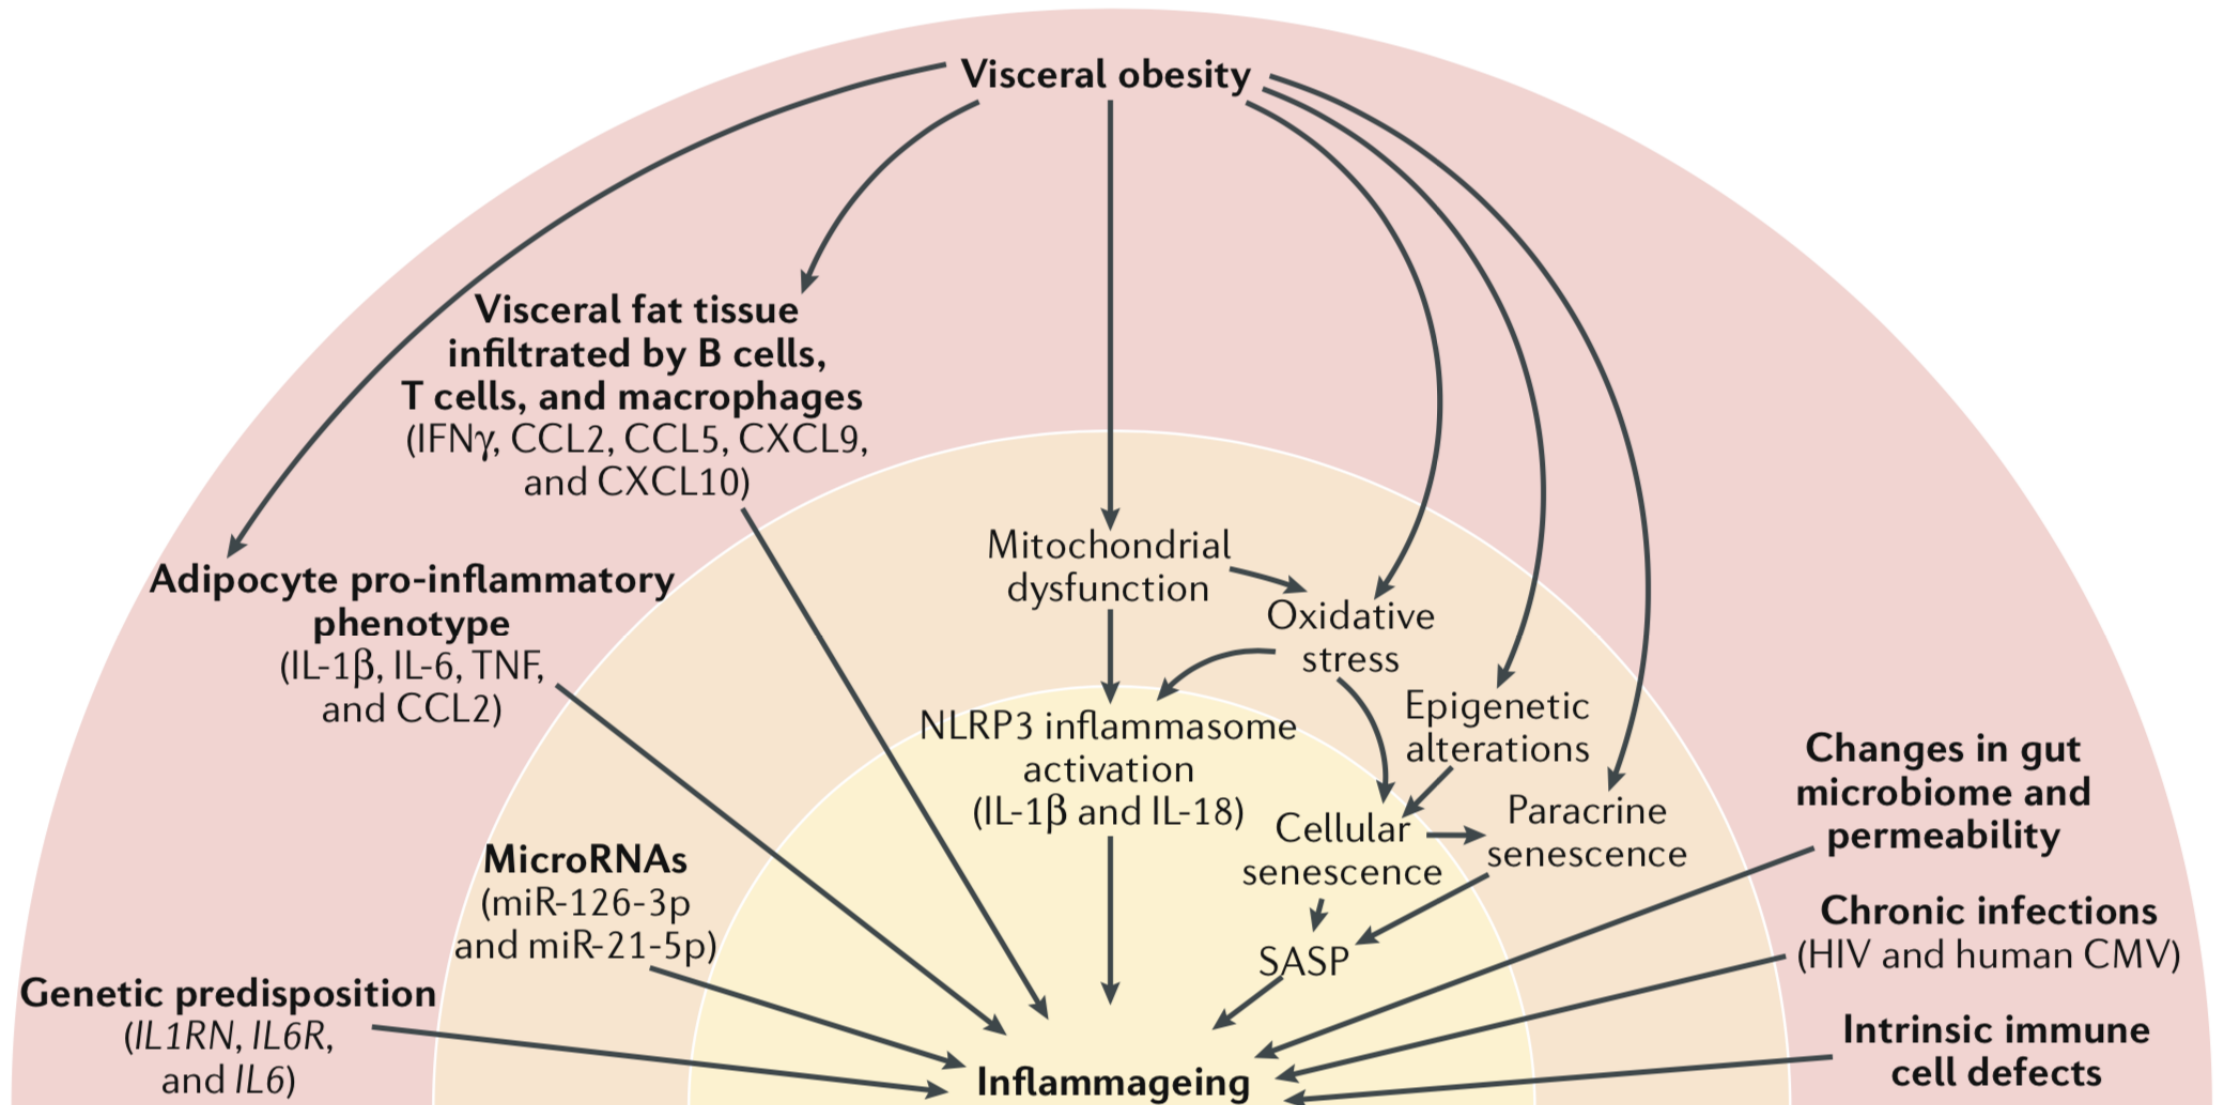 Visceral obesity
Visceral fat tissue
infiltrated by B cells,
T cells, and macrophages
(IFNγ, CCL2, CCL5, CXCL9,
and CXCL10)
Adipocyte pro-inflammatory
phenotype
(IL-1β, IL-6, TNF,
and CCL2)
Mitochondrial
dysfunction
Oxidative
stress
Epigenetic
alterations
NLRP3 inflammasome
activation
(IL-1β and IL-18)
Cellular
senescence
Paracrine
senescence
SASP
MicroRNAs
(miR-126-3p
and miR-21-5p)
Genetic predisposition
(IL1RN, IL6R,
and IL6)
Changes in gut
microbiome and
permeability
Chronic infections
(HIV and human CMV)
Intrinsic immune
cell defects
Inflammageing